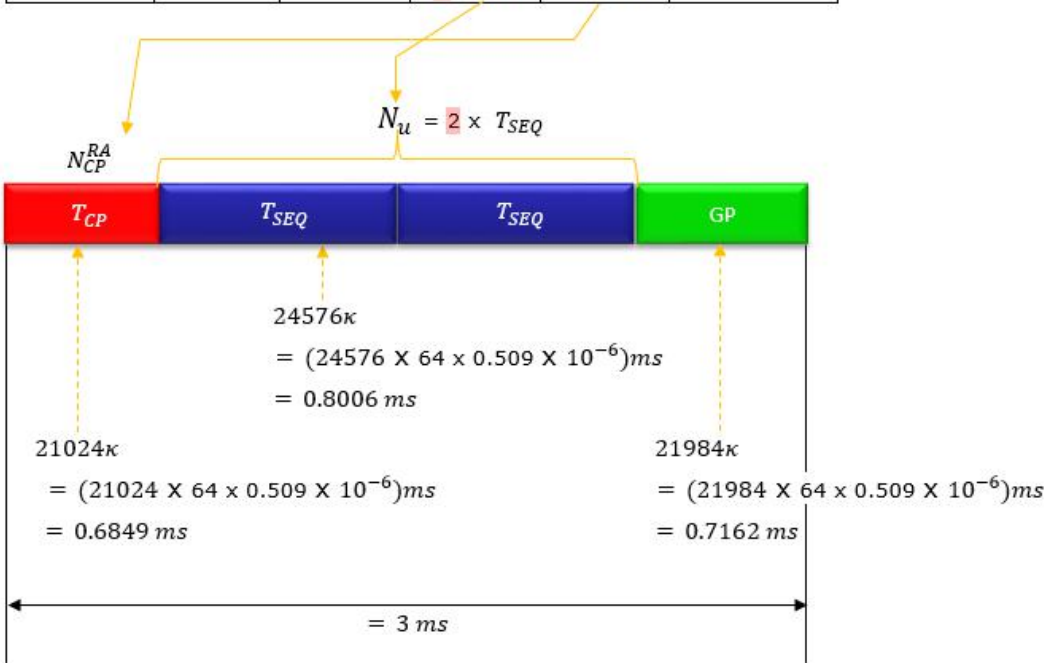 N_u = 2 x T_SEQ
N_CP^RA
T_CP T_SEQ T_SEQ GP
24576κ
= (24576 X 64 x 0.509 X 10^−6)ms
= 0.8006 ms
21024κ 21984κ
= (21024 X 64 x 0.509 X 10^−6)ms = (21984 X 64 x 0.509 X 10^−6)ms
= 0.6849 ms = 0.7162 ms
= 3 ms